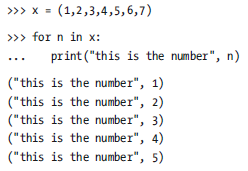 >>> x = (1,2,3,4,5,6,7)
>>> for n in x:
...    print("this is the number", n)
("this is the number", 1)
("this is the number", 2)
("this is the number", 3)
("this is the number", 4)
("this is the number", 5)